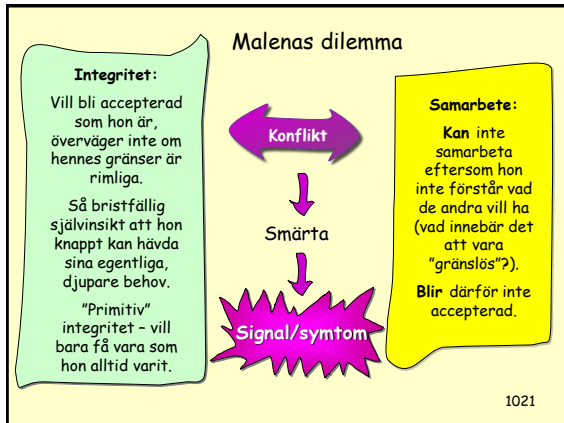 Malenas dilemma
Integritet:
Vill bli accepterad
som hon är,
överväger inte om
hennes gränser är
rimliga.
Så bristfällig
självinsikt att hon
knappt kan hävda
sina egentliga,
djupare behov.
”Primitiv”
integritet – vill
bara få vara som
hon alltid varit.
Konflikt
Smärta
Signal/symtom
Samarbete:
Kan inte
samarbeta
eftersom hon
inte förstår vad
de andra vill ha
(vad innebär det
att vara
”gränslös”?).
Blir därför inte
accepterad.
1021